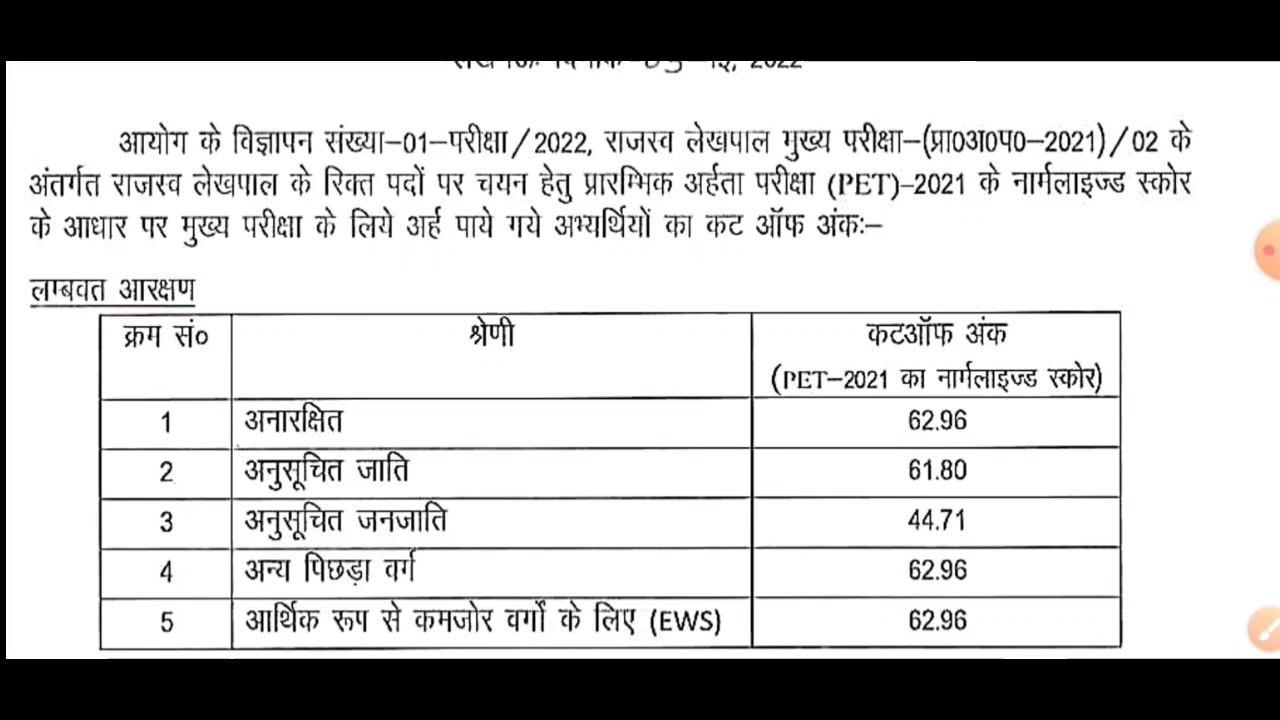 आयोग के विज्ञापन संख्या–01–परीक्षा/2022, राजस्व लेखपाल मुख्य परीक्षा–(प्रा0अ0प0–2021)/02 के
अंतर्गत राजस्व लेखपाल के रिक्त पदों पर चयन हेतु प्रारम्भिक अर्हता परीक्षा (PET)–2021 के नार्मलाइज्ड स्कोर
के आधार पर मुख्य परीक्षा के लिये अर्ह पाये गये अभ्यर्थियों का कट ऑफ अंकः–
लम्बवत आरक्षण
क्रम सं० श्रेणी कटऑफ अंक
(PET–2021 का नार्मलाइज्ड स्कोर)
1 अनारक्षित 62.96
2 अनुसूचित जाति 61.80
3 अनुसूचित जनजाति 44.71
4 अन्य पिछड़ा वर्ग 62.96
5 आर्थिक रूप से कमजोर वर्गों के लिए (EWS) 62.96